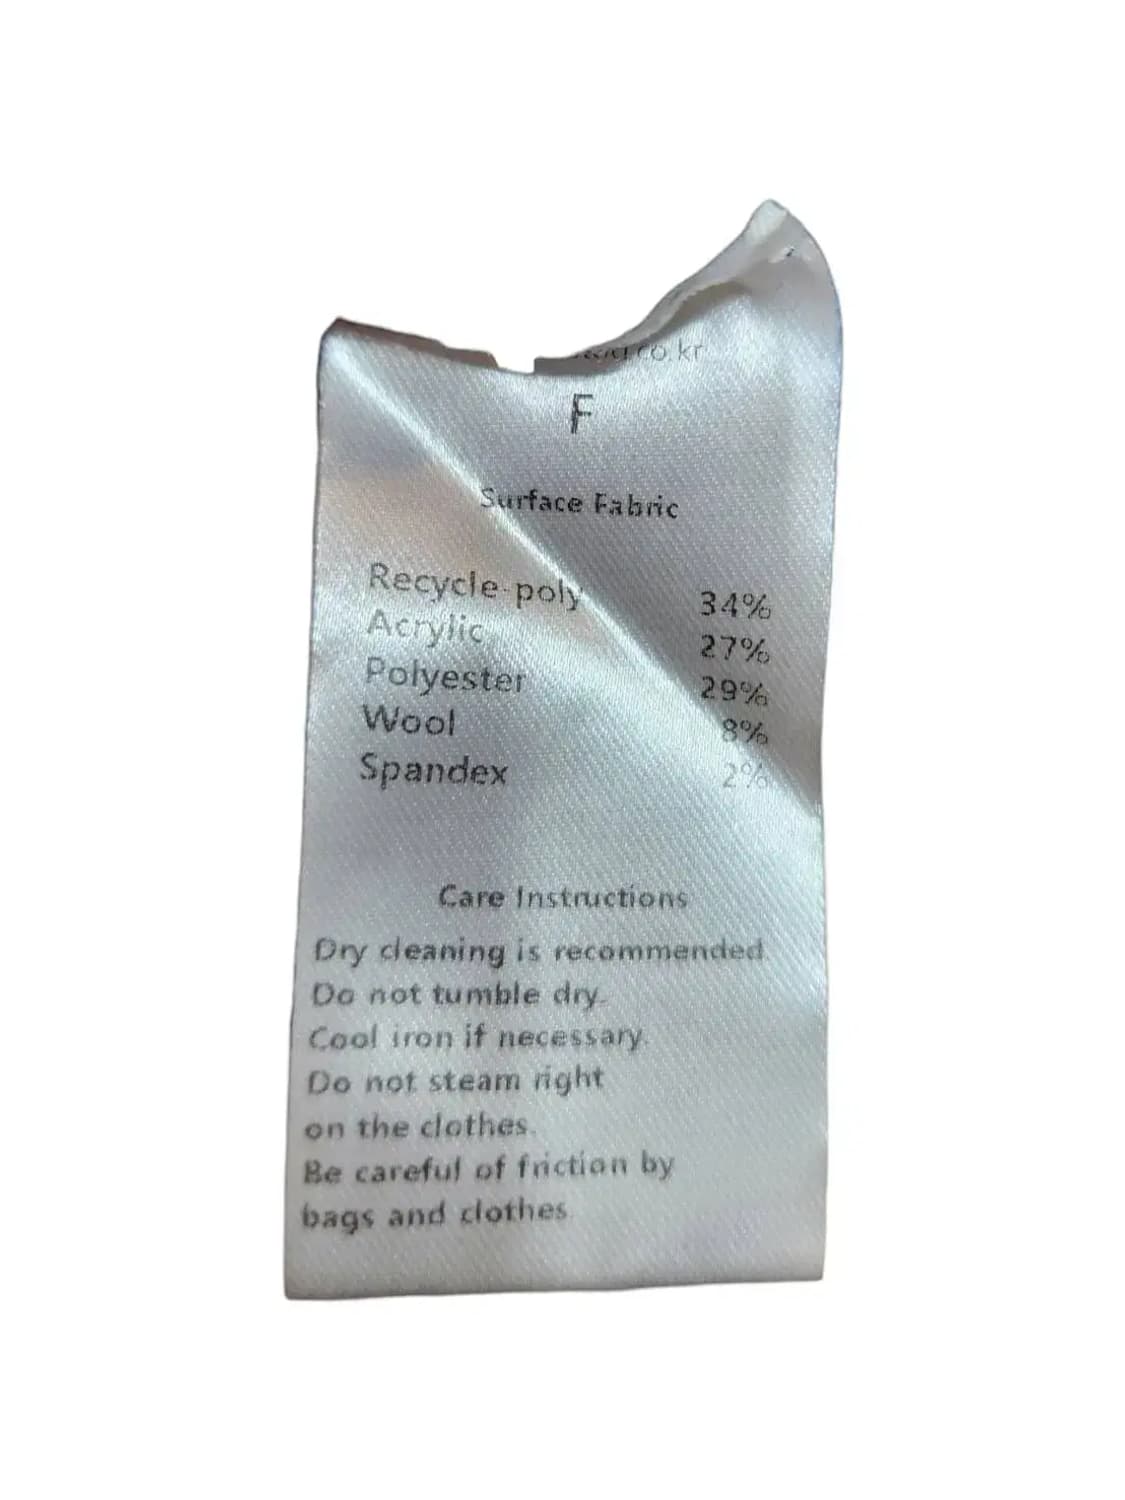 co.kr
F
Surface Fabric
Recycle-poly 34%
Acrylic 27%
Polyester 29%
Wool 8%
Spandex 2%
Care Instructions
Dry cleaning is recommended.
Do not tumble dry.
Cool iron if necessary.
Do not steam right
on the clothes.
Be careful of friction by
bags and clothes.